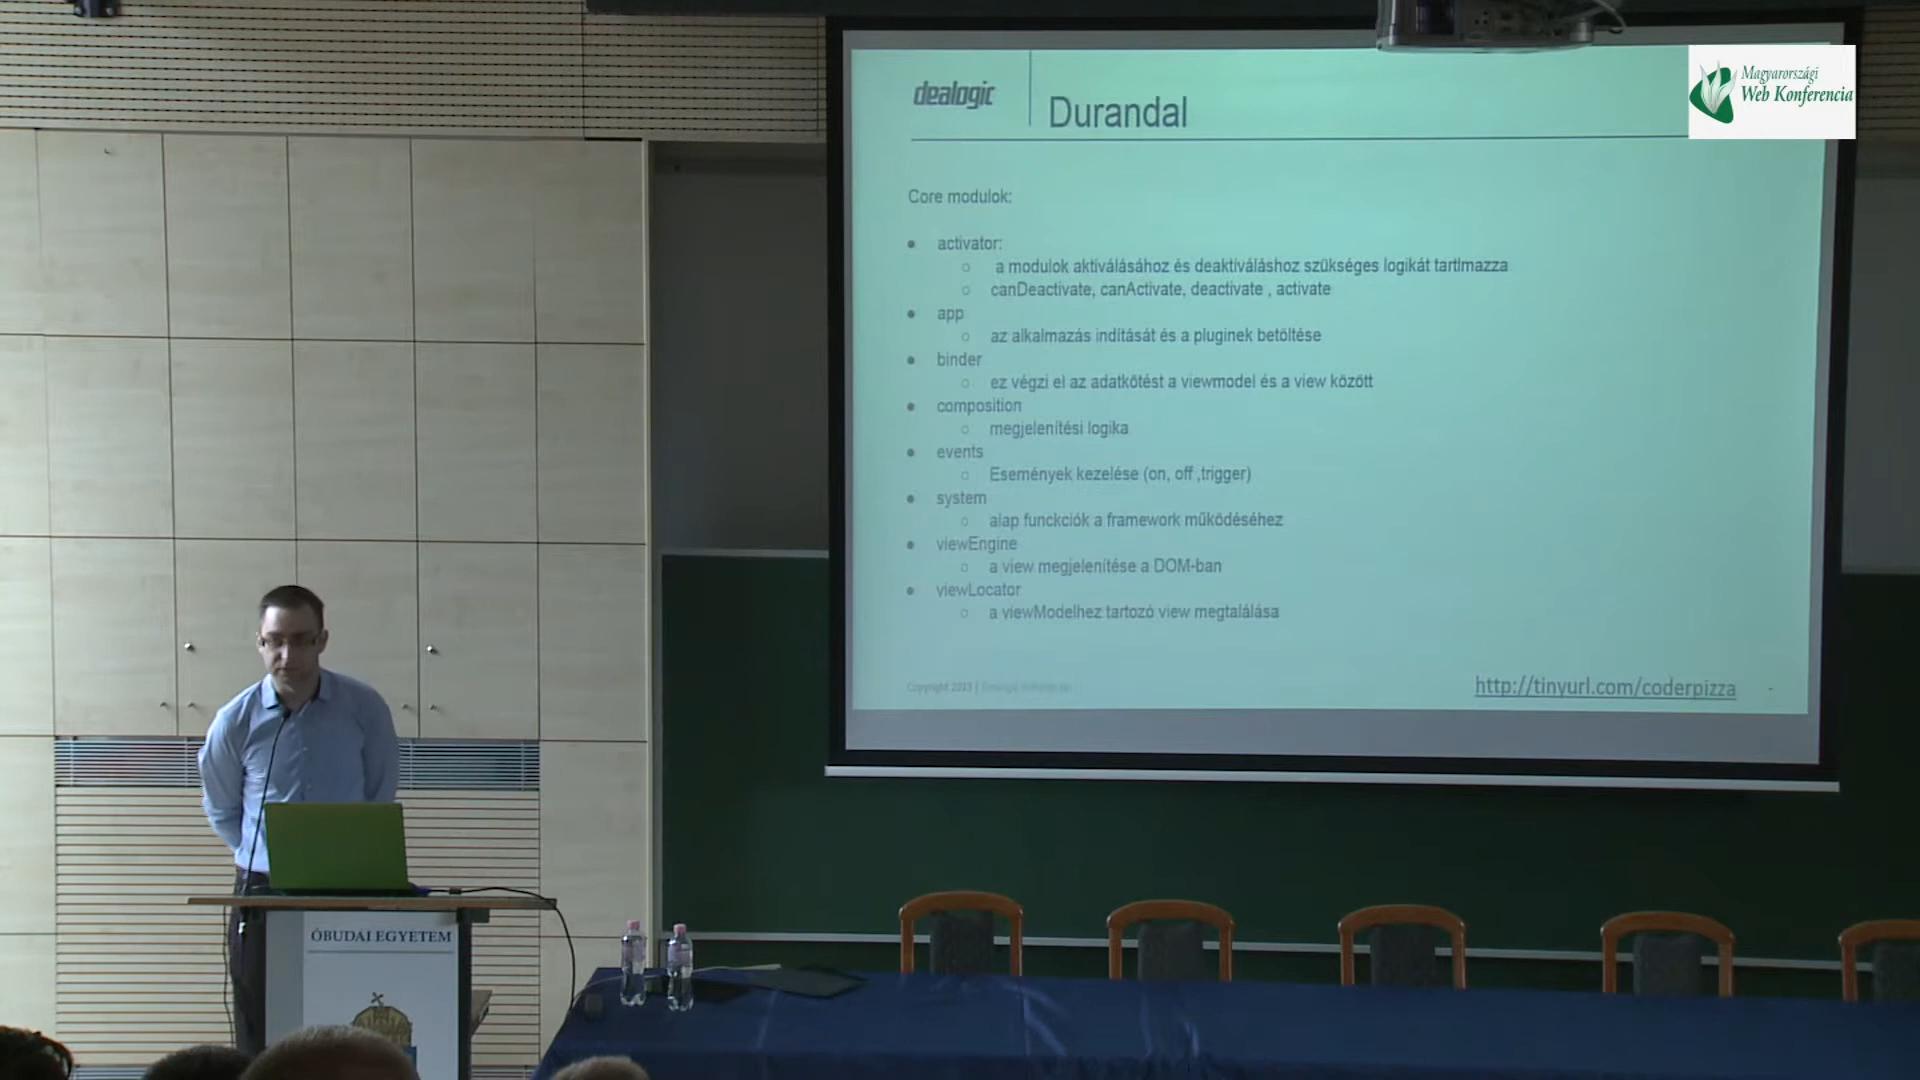 dealogic
Durandal
Magyarországi
Web Konferencia
Core modulok:
activator:
a modulok aktiválásához és deaktiváláshoz szükséges logikát tartlmazza
canDeactivate, canActivate, deactivate , activate
app
az alkalmazás indítását és a pluginek betöltése
binder
ez végzi el az adatkötést a viewmodel és a view között
composition
megjelenítési logika
events
Események kezelése (on, off ,trigger)
system
alap funckciók a framework működéséhez
viewEngine
a view megjelenítése a DOM-ban
viewLocator
a viewModelhez tartozó view megtalálása
Copyright 2013 |
http://tinyurl.com/coderpizza
ÓBUDAI EGYETEM